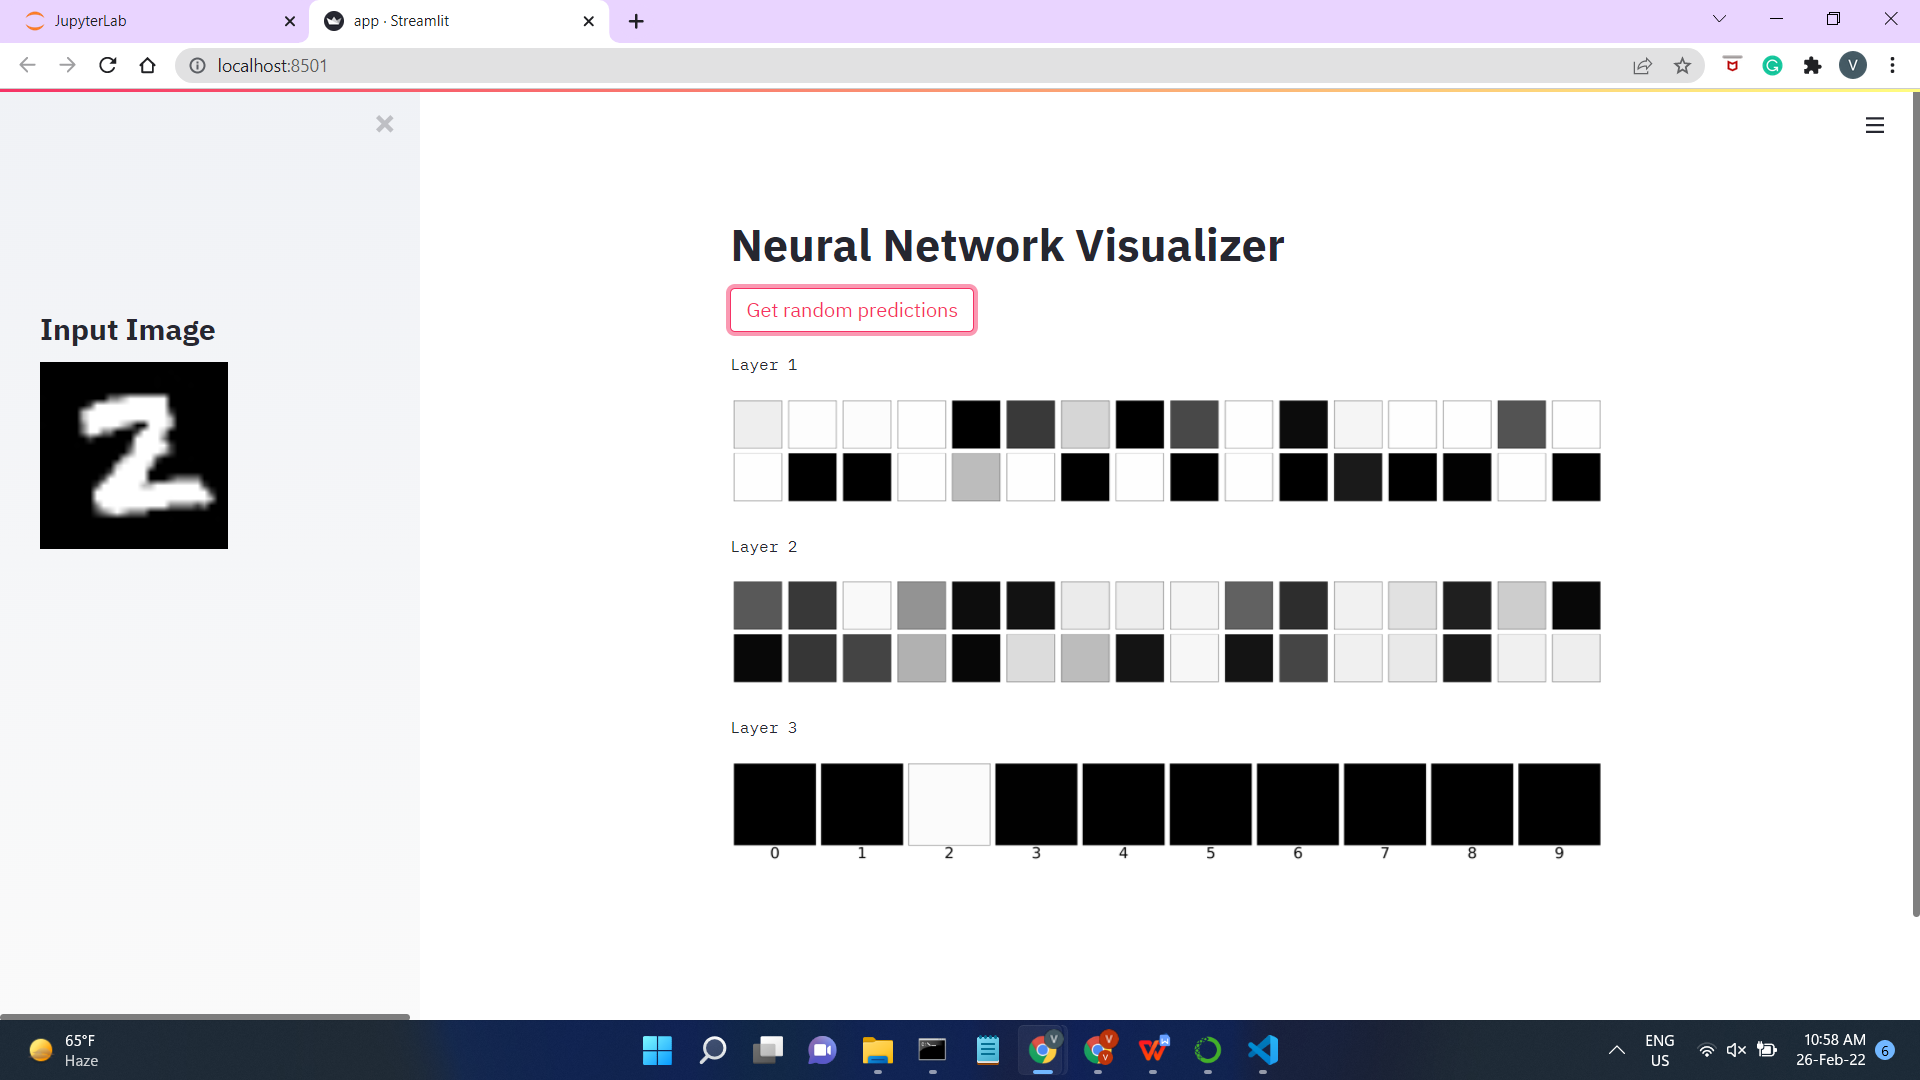 JupyterLab
app · Streamlit
localhost:8501
V
Neural Network Visualizer
Get random predictions
Input Image
2
Layer 1
Layer 2
Layer 3
0 1 2 3 4 5 6 7 8 9
65°F
Haze
V
V
V
ENG
US
10:58 AM
26-Feb-22
6